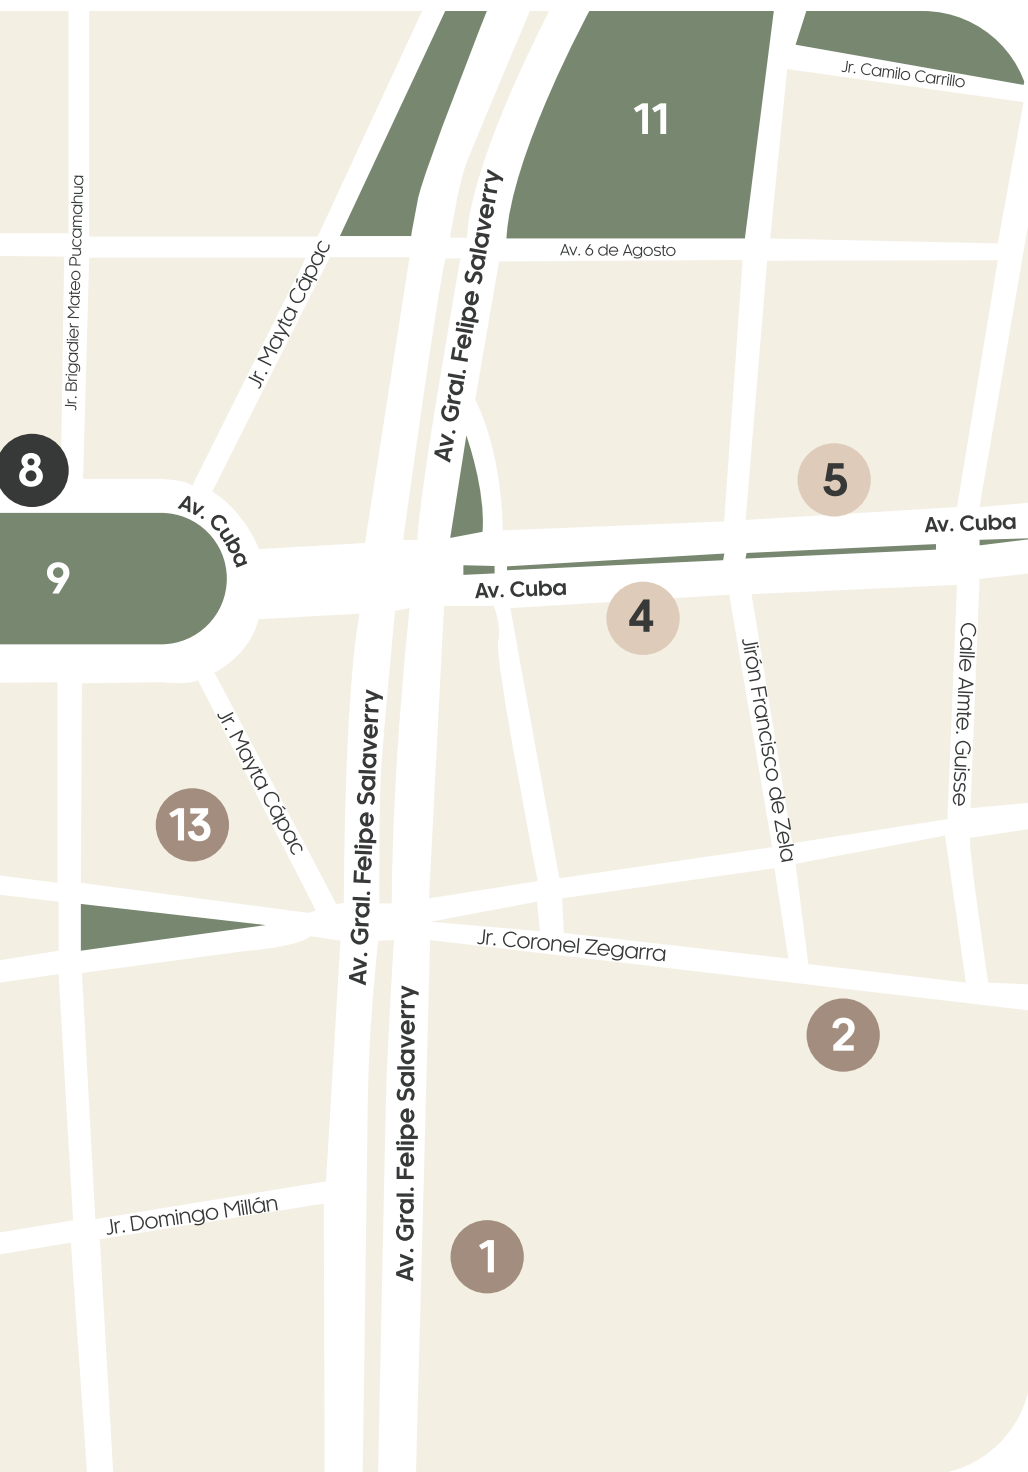 Jr. Camilo Carrillo
11
Jr. Brigadier Mateo Pucamahua
Av. Gral. Felipe Salaverry
Av. 6 de Agosto
Jr. Mayta Cápac
8
5
Av. Cuba
Av. Cuba
9
Av. Cuba
4
Jirón Francisco de Zela
Calle Almte. Guisse
Jr. Mayta Cápac
Av. Gral. Felipe Salaverry
13
Jr. Coronel Zegarra
2
Av. Gral. Felipe Salaverry
Jr. Domingo Millán
1